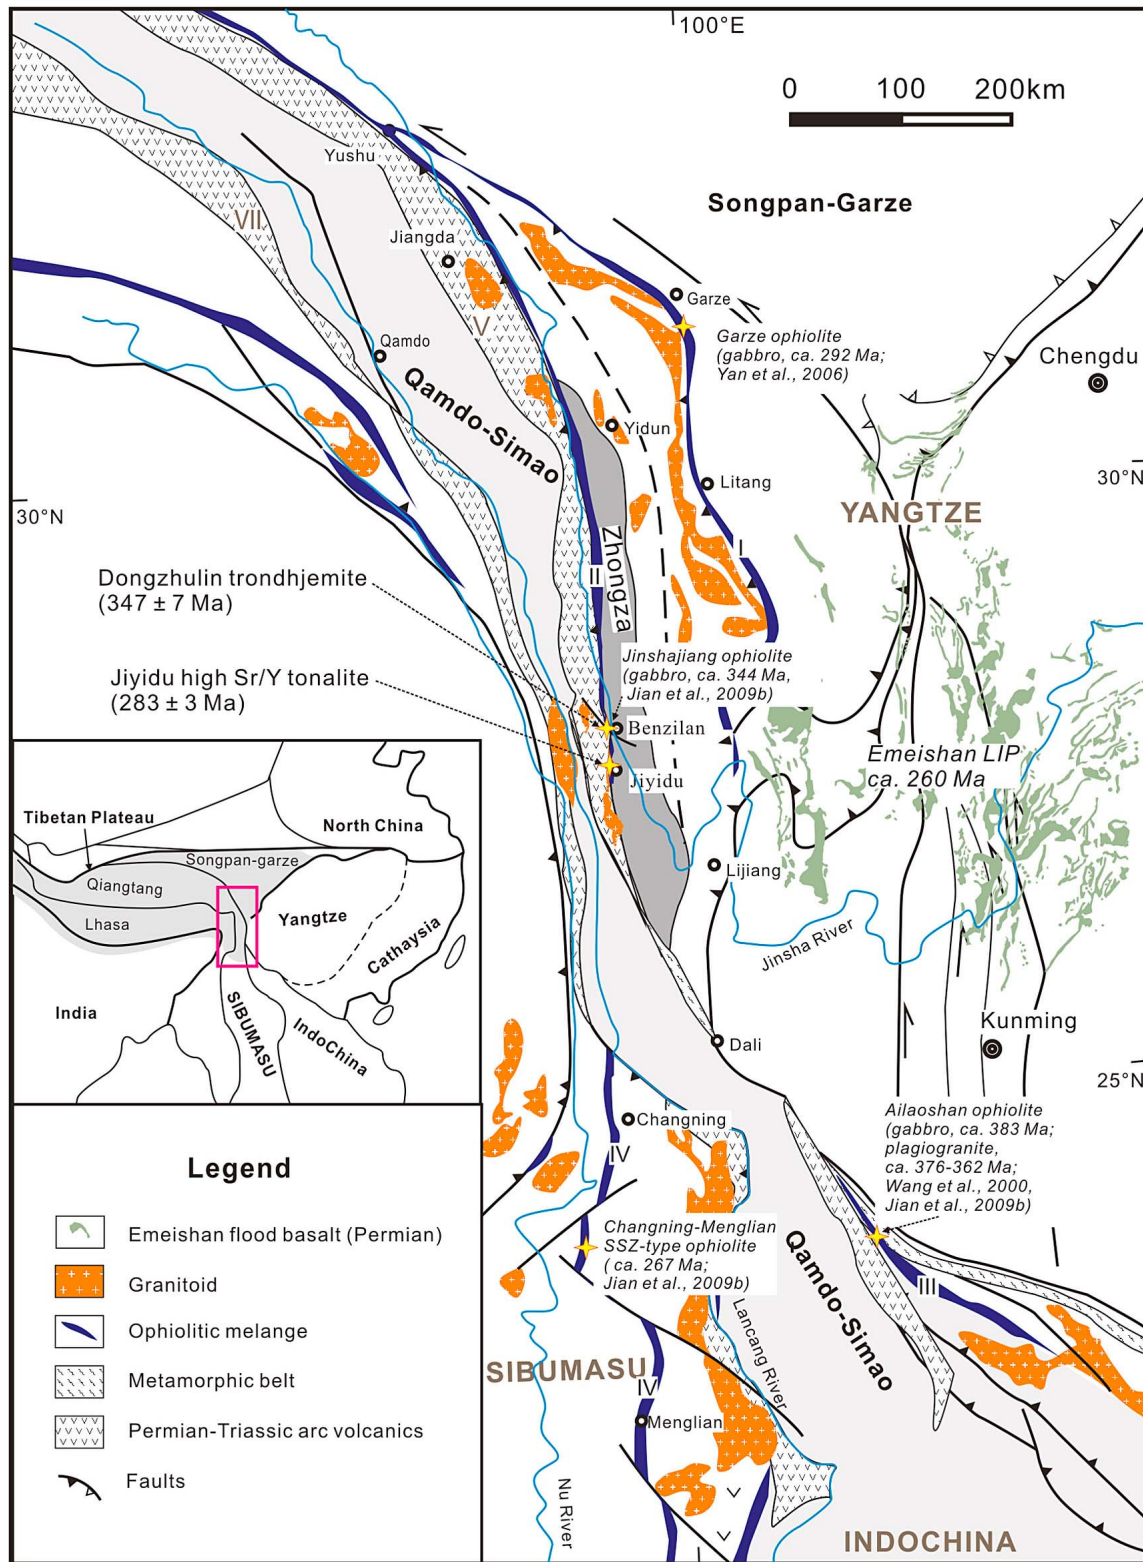 100°E
0 100 200km
Yushu
Songpan-Garze
VII
Jiangda
Garze
V
Garze ophiolite
(gabbro, ca. 292 Ma;
Yan et al., 2006)
Chengdu
Qamdo
Qamdo-Simao
Yidun
Litang
30°N
30°N
YANGTZE
Zhongza
I
II
Dongzhulin trondhjemite
(347 ± 7 Ma)
Jinshajiang ophiolite
(gabbro, ca. 344 Ma,
Jian et al., 2009b)
Jiyidu high Sr/Y tonalite
(283 ± 3 Ma)
Benzilan
Jiyidu
Emeishan LIP
ca. 260 Ma
Lijiang
Jinsha River
Tibetan Plateau
North China
Songpan-garze
Qiangtang
Lhasa
Yangtze
Cathaysia
India
SIBUMASU
IndoChina
Kunming
Dali
25°N
Changning
IV
Ailaoshan ophiolite
(gabbro, ca. 383 Ma;
plagiogranite,
ca. 376-362 Ma;
Wang et al., 2000,
Jian et al., 2009b)
Changning-Menglian
SSZ-type ophiolite
( ca. 267 Ma;
Jian et al., 2009b)
Qamdo-Simao
III
Lancang River
SIBUMASU
IV
Menglian
Nu River
INDOCHINA
Legend
Emeishan flood basalt (Permian)
Granitoid
Ophiolitic melange
Metamorphic belt
Permian-Triassic arc volcanics
Faults